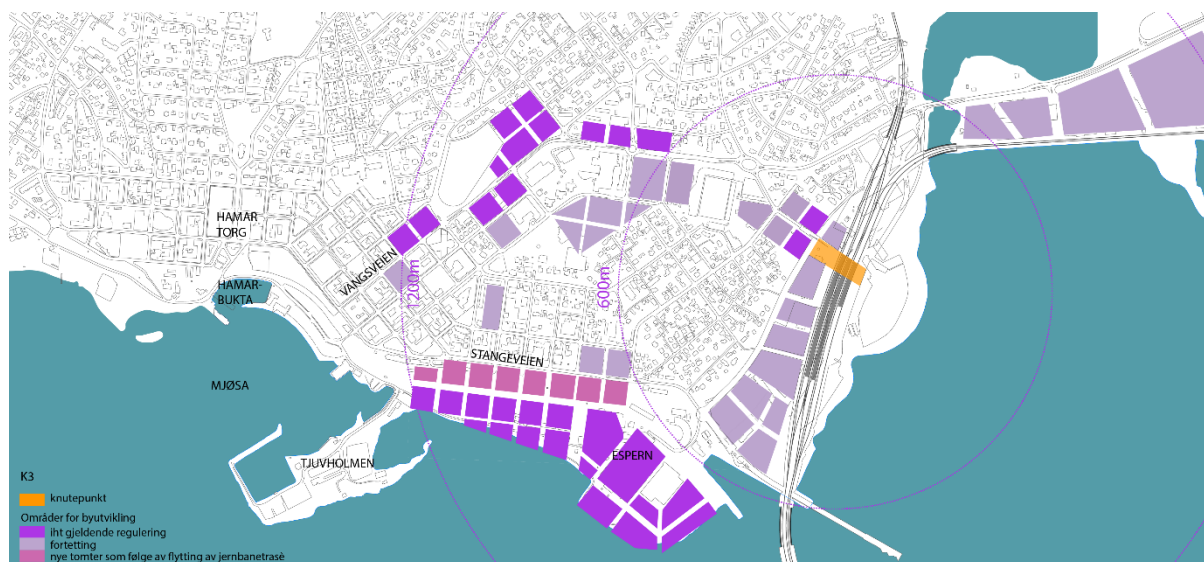 HAMAR
TORG
HAMAR-
BUKTA
VANGSVEIEN
1200m
600m
STANGEVEIEN
MJØSA
TJUVHOLMEN
ESPERN
K3
knutepunkt
Områder for byutvikling
iht gjeldende regulering
fortetting
nye tomter som følge av flytting av jernbanetrasè